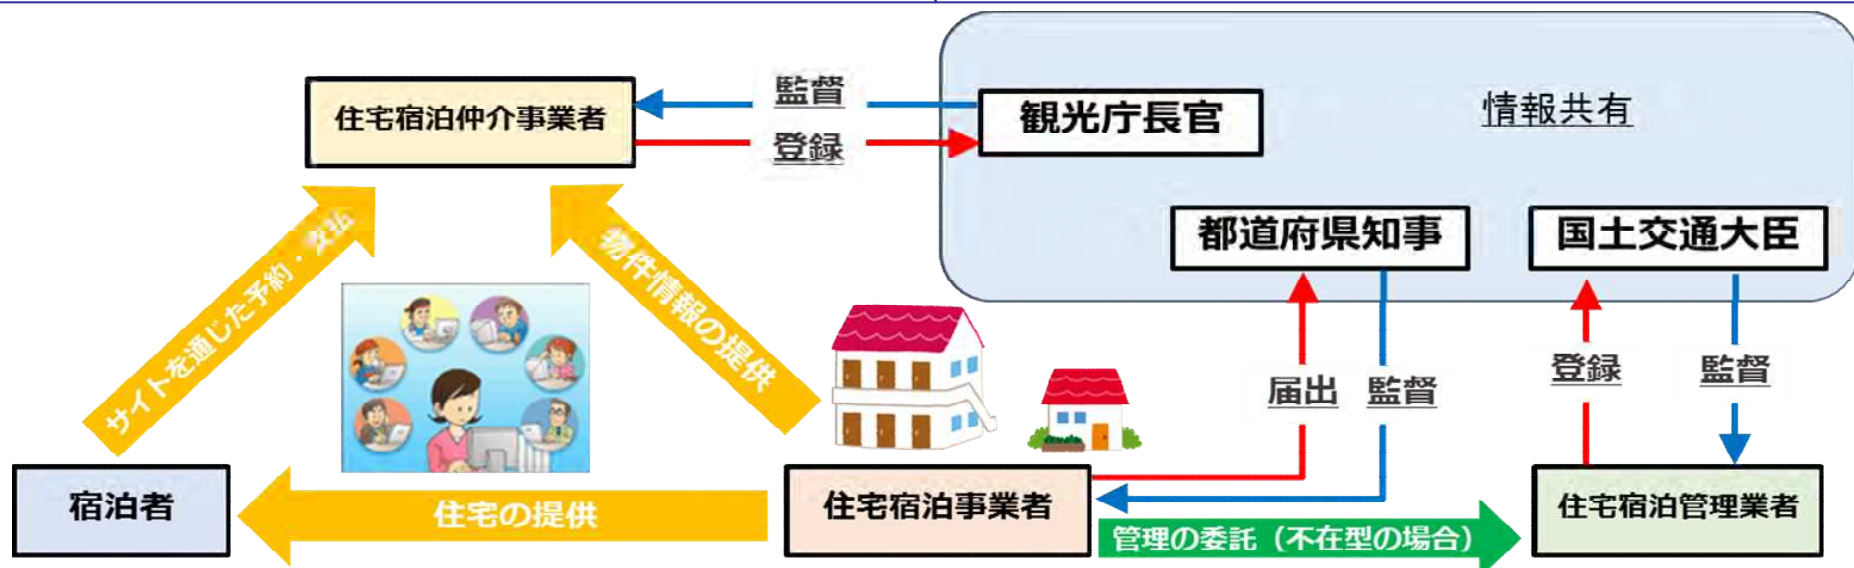 監督
住宅宿泊仲介事業者
観光庁長官
情報共有
登録
都道府県知事
国土交通大臣
サイトを通じた予約・支払
物件情報の提供
届出
監督
登録
監督
宿泊者
住宅の提供
住宅宿泊事業者
管理の委託（不在型の場合）
住宅宿泊管理業者